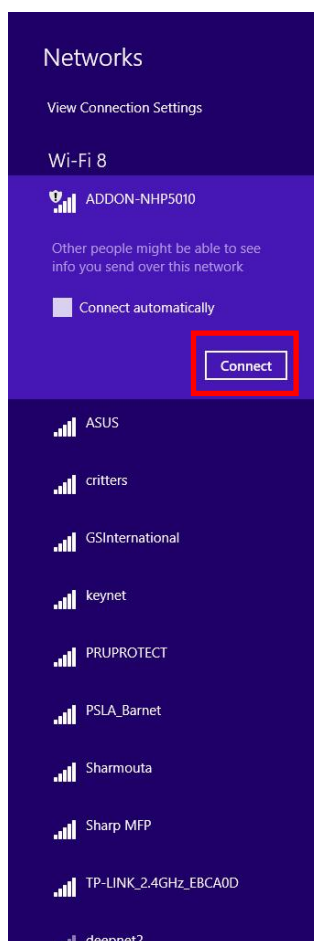 Networks
View Connection Settings
Wi-Fi 8
ADDON-NHP5010
Other people might be able to see
info you send over this network
Connect automatically
Connect
ASUS
critters
GSInternational
keynet
PRUPROTECT
PSLA_Barnet
Sharmouta
Sharp MFP
TP-LINK_2.4GHz_EBCA0D
deepnet2